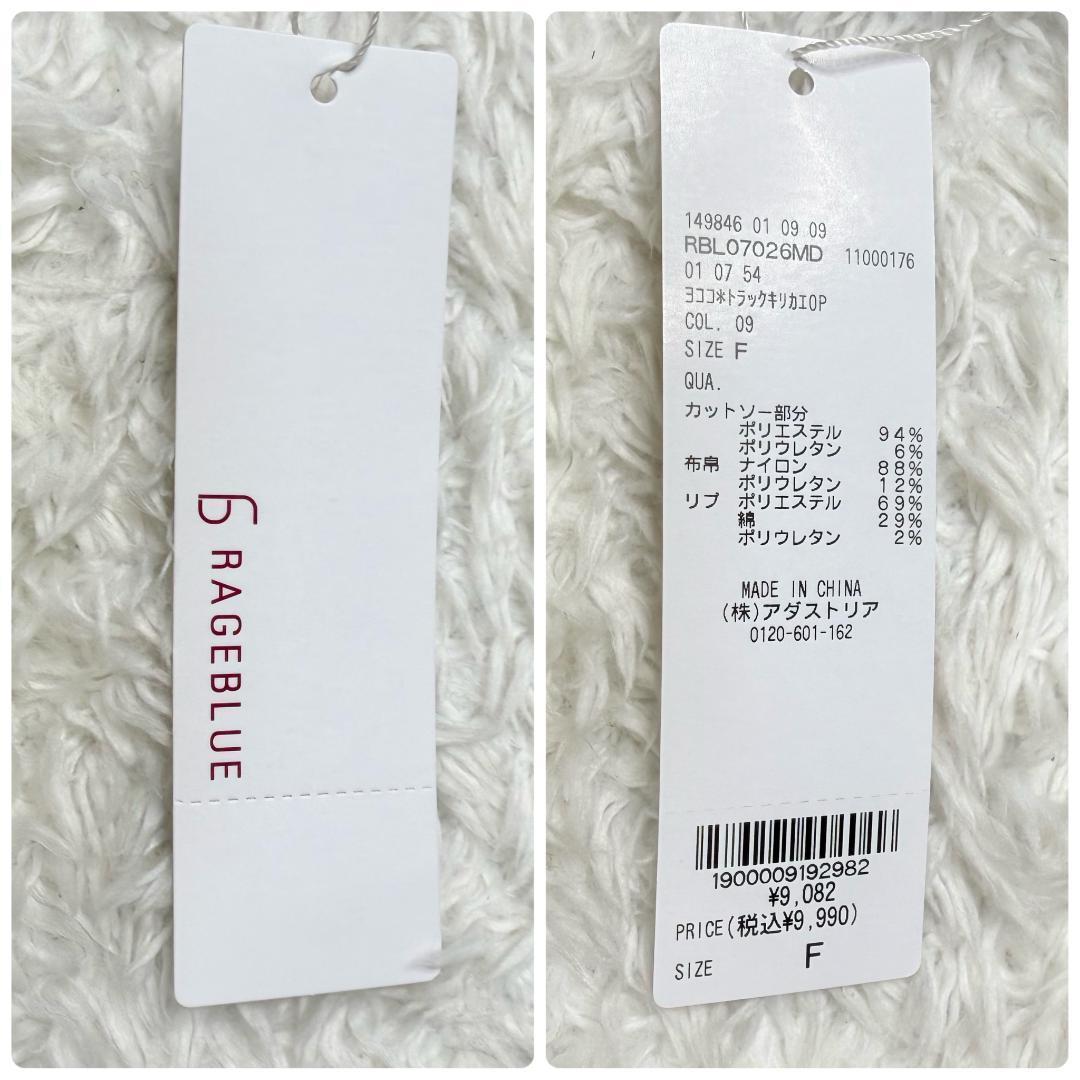 RAGEBLUE
149846 01 09 09
RBL07026MD 11000176
01 07 54
ヨココ*トラックキリカエOP
COL. 09
SIZE F
QUA.
カットソー部分
ポリエステル 94%
ポリウレタン 6%
布帛 ナイロン 88%
ポリウレタン 12%
リブ ポリエステル 69%
綿 29%
ポリウレタン 2%
MADE IN CHINA
(株)アダストリア
0120-601-162
1900009192982
¥9,082
PRICE(税込¥9,990)
SIZE F